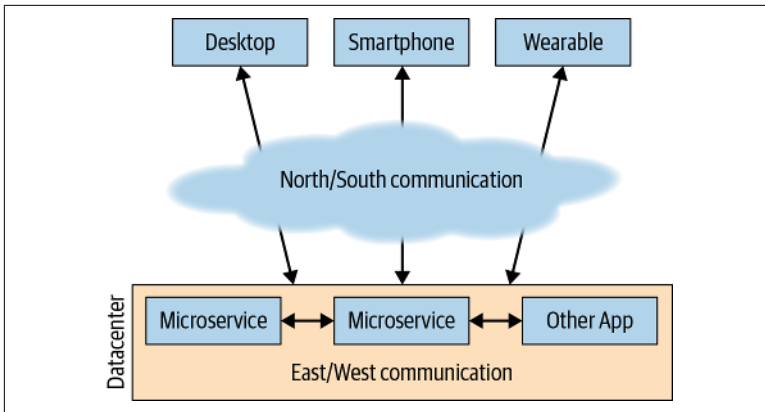 Desktop
Smartphone
Wearable
North/South communication
Datacenter
Microservice
Microservice
Other App
East/West communication